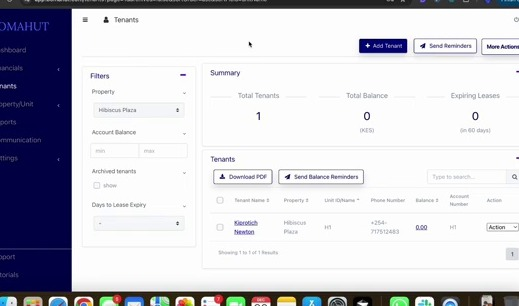 OMAHUT
Tenants
shboard
ancials
nants
operty/Unit
ports
mmunication
ttings
pport
torials
+ Add Tenant
Send Reminders
More Actions
Filters
Property
Hibiscus Plaza
Account Balance
min
max
Archived tenants
show
Days to Lease Expiry
-
Summary
Total Tenants
1
Total Balance
0
(KES)
Expiring Leases
0
(in 60 days)
Tenants
Download PDF
Send Balance Reminders
Type to search...
Tenant Name
Property
Unit ID/Name
Phone Number
Balance
Account Number
Action
Kiprotich Newton
Hibiscus Plaza
H1
+254-717512483
0.00
H1
Action
Showing 1 to 1 of 1 Results
1